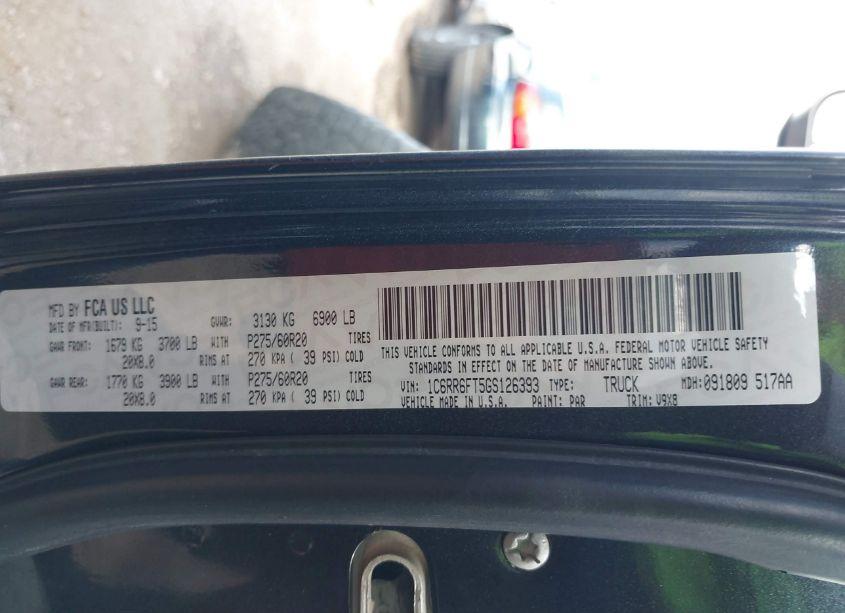 MFD BY FCA US LLC
DATE OF MFR(BUILT): 9-15 GVWR: 3130 KG 6900 LB
GAWR FRONT: 1679 KG 3700 LB WITH P275/60R20 TIRES
20X8.0 RIMS AT 270 KPA ( 39 PSI) COLD
GAWR REAR: 1770 KG 3900 LB WITH P275/60R20 TIRES
20X8.0 RIMS AT 270 KPA ( 39 PSI) COLD
THIS VEHICLE CONFORMS TO ALL APPLICABLE U.S.A. FEDERAL MOTOR VEHICLE SAFETY
STANDARDS IN EFFECT ON THE DATE OF MANUFACTURE SHOWN ABOVE.
VIN: 1C6RR6FT5GS126393 TYPE: TRUCK MDH: 091809 517AA
VEHICLE MADE IN U.S.A. PAINT: PAR TRIM: V9X8